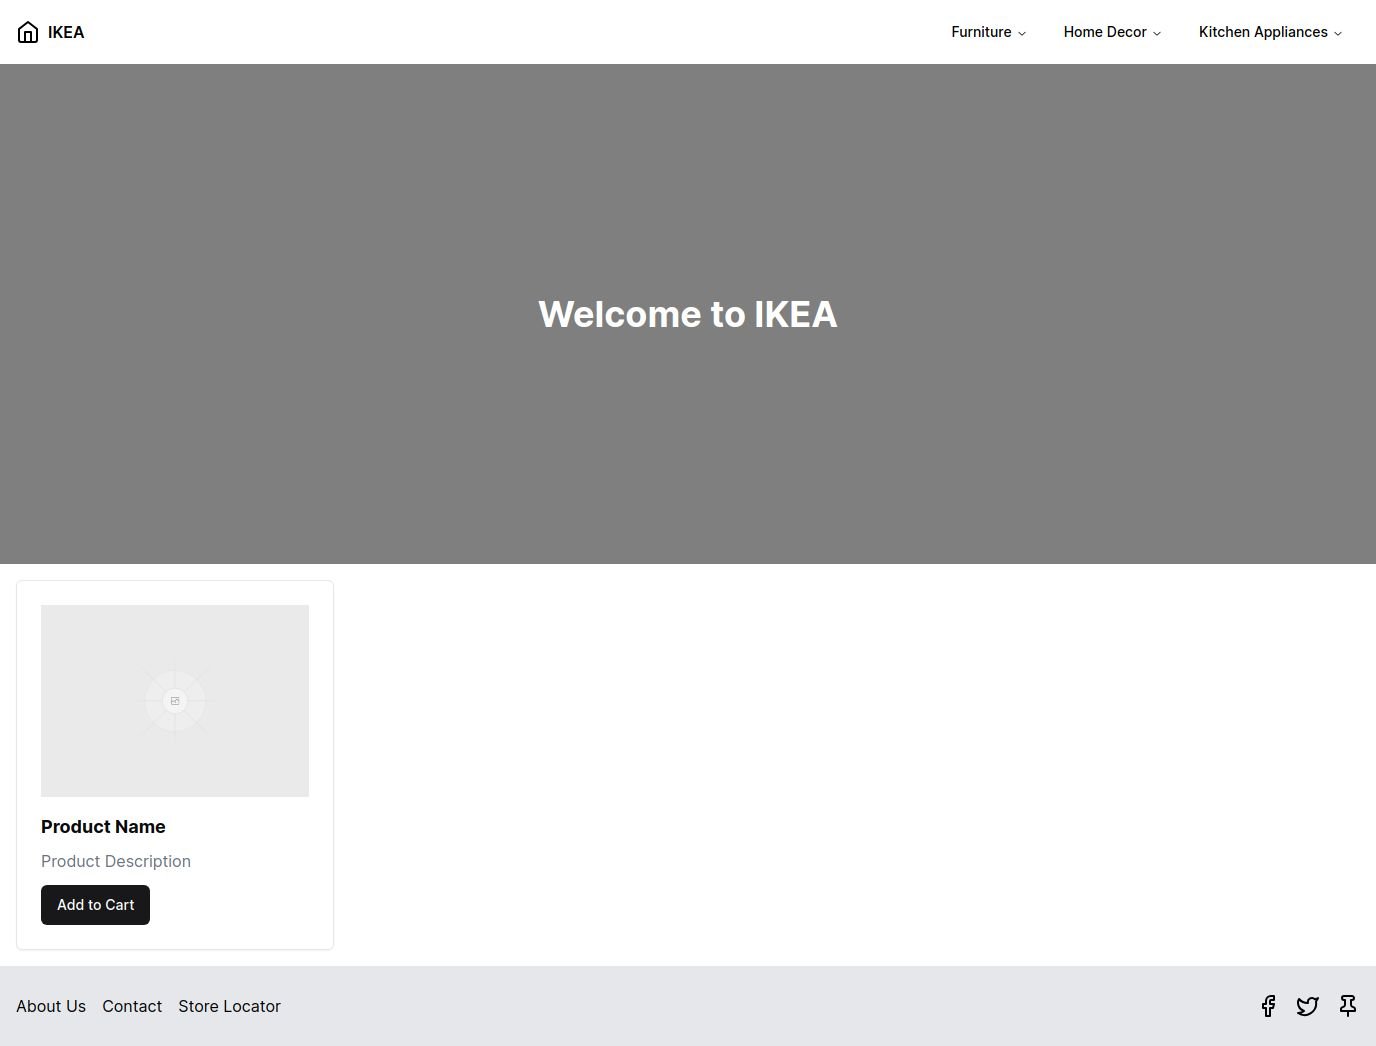 IKEA
Furniture
Home Decor
Kitchen Appliances
Welcome to IKEA
Product Name
Product Description
Add to Cart
About Us
Contact
Store Locator